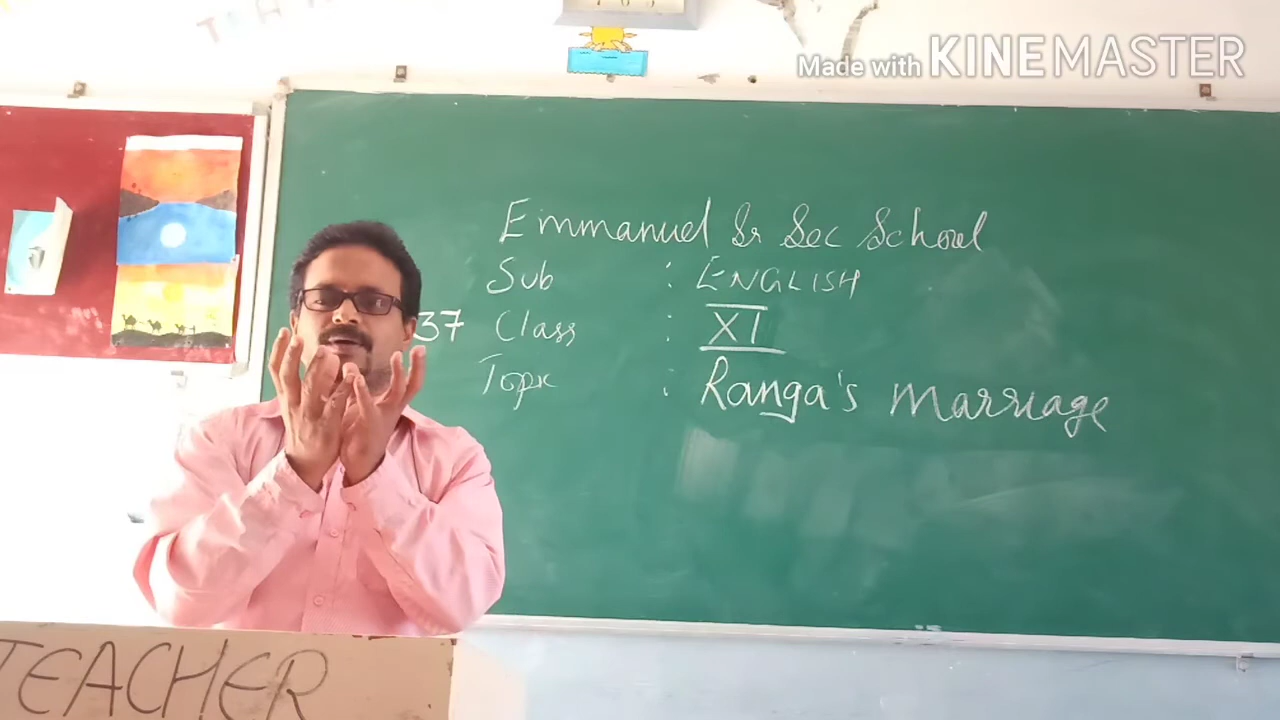 Made with KINEMASTER
Emmanuel Sr Sec School
Sub : ENGLISH
37 Class : XI
Topic : Ranga's Marriage
TEACHER